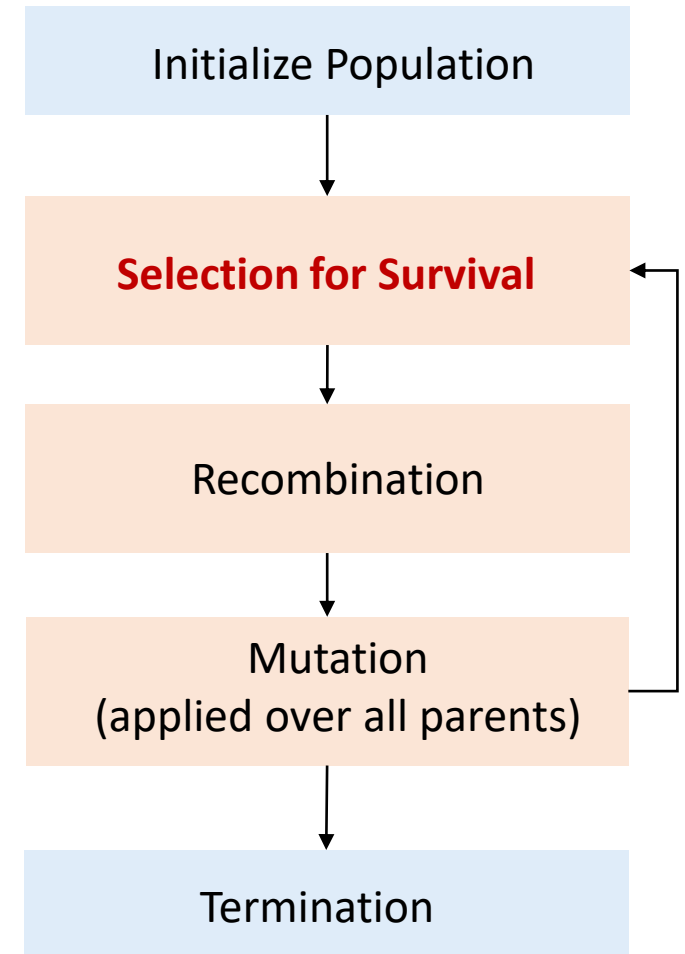 Initialize Population
Selection for Survival
Recombination
Mutation
(applied over all parents)
Termination